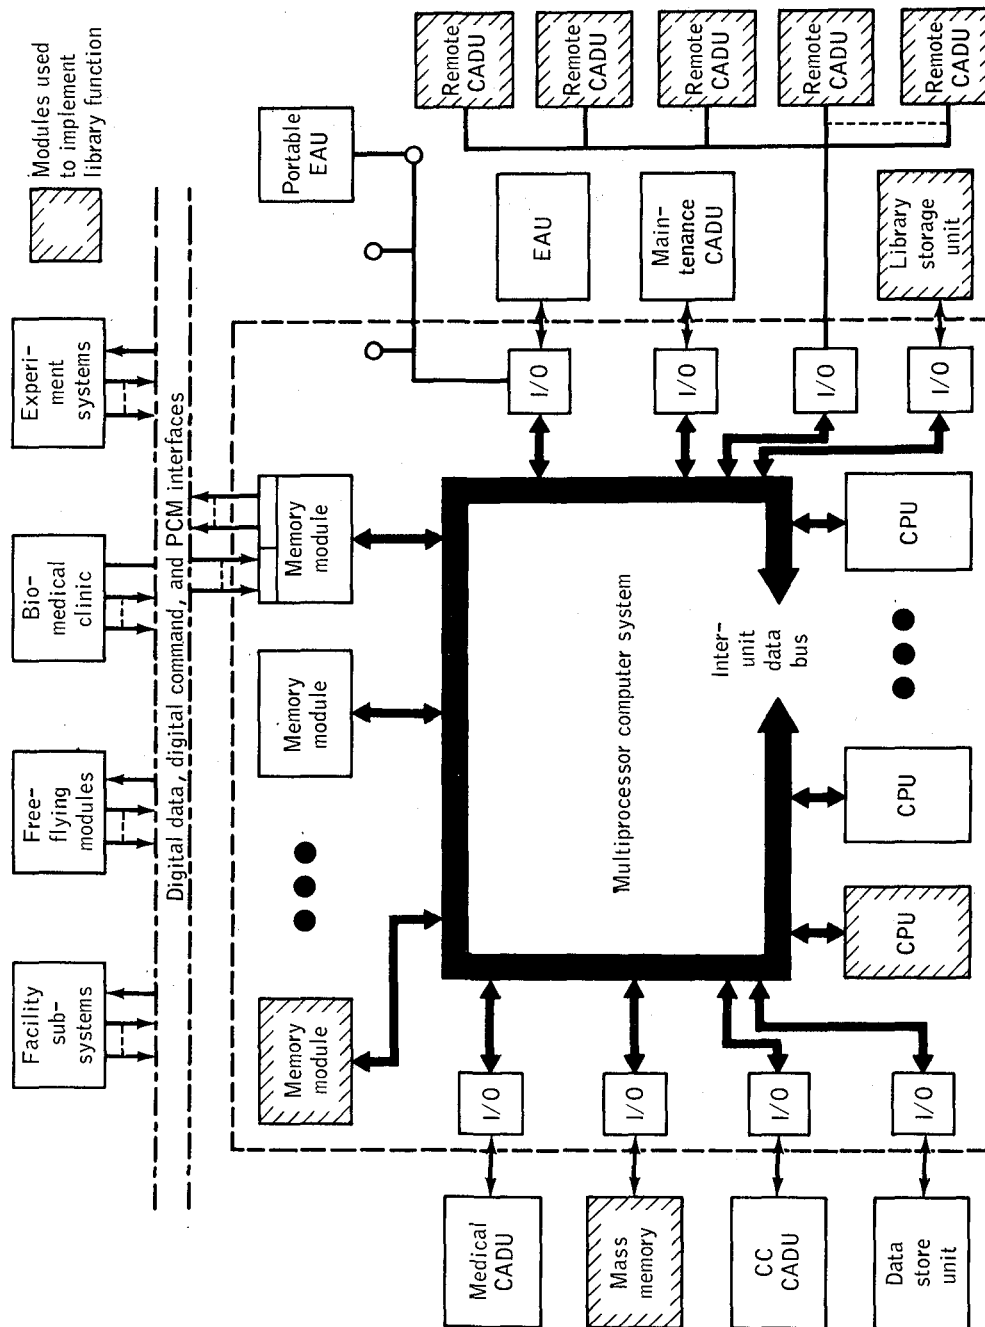 Facility
sub-
systems
Free-
flying
modules
Bio-
medical
clinic
Experi-
ment
systems
Modules used
to implement
library function
Digital data, digital command, and PCM interfaces
Memory
module
Memory
module
Memory
module
Portable
EAU
Medical
CADU
I/O
I/O
EAU
Remote
CADU
Mass
memory
I/O
Multiprocessor computer system
I/O
Main-
tenance
CADU
Remote
CADU
Remote
CADU
CC
CADU
I/O
Inter-
unit
data
bus
I/O
Remote
CADU
Data
store
unit
I/O
CPU
CPU
CPU
I/O
Library
storage
unit
Remote
CADU